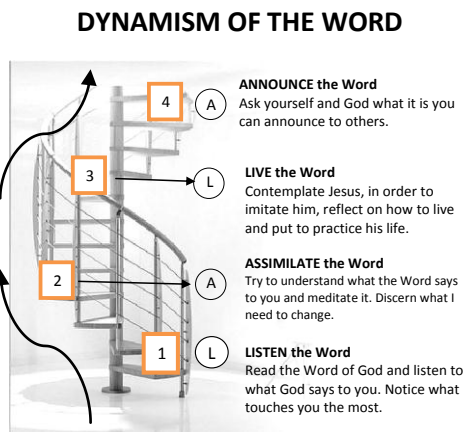 DYNAMISM OF THE WORD
4
A
ANNOUNCE the Word
Ask yourself and God what it is you
can announce to others.
3
L
LIVE the Word
Contemplate Jesus, in order to
imitate him, reflect on how to live
and put to practice his life.
2
A
ASSIMILATE the Word
Try to understand what the Word says
to you and meditate it. Discern what I
need to change.
1
L
LISTEN the Word
Read the Word of God and listen to
what God says to you. Notice what
touches you the most.